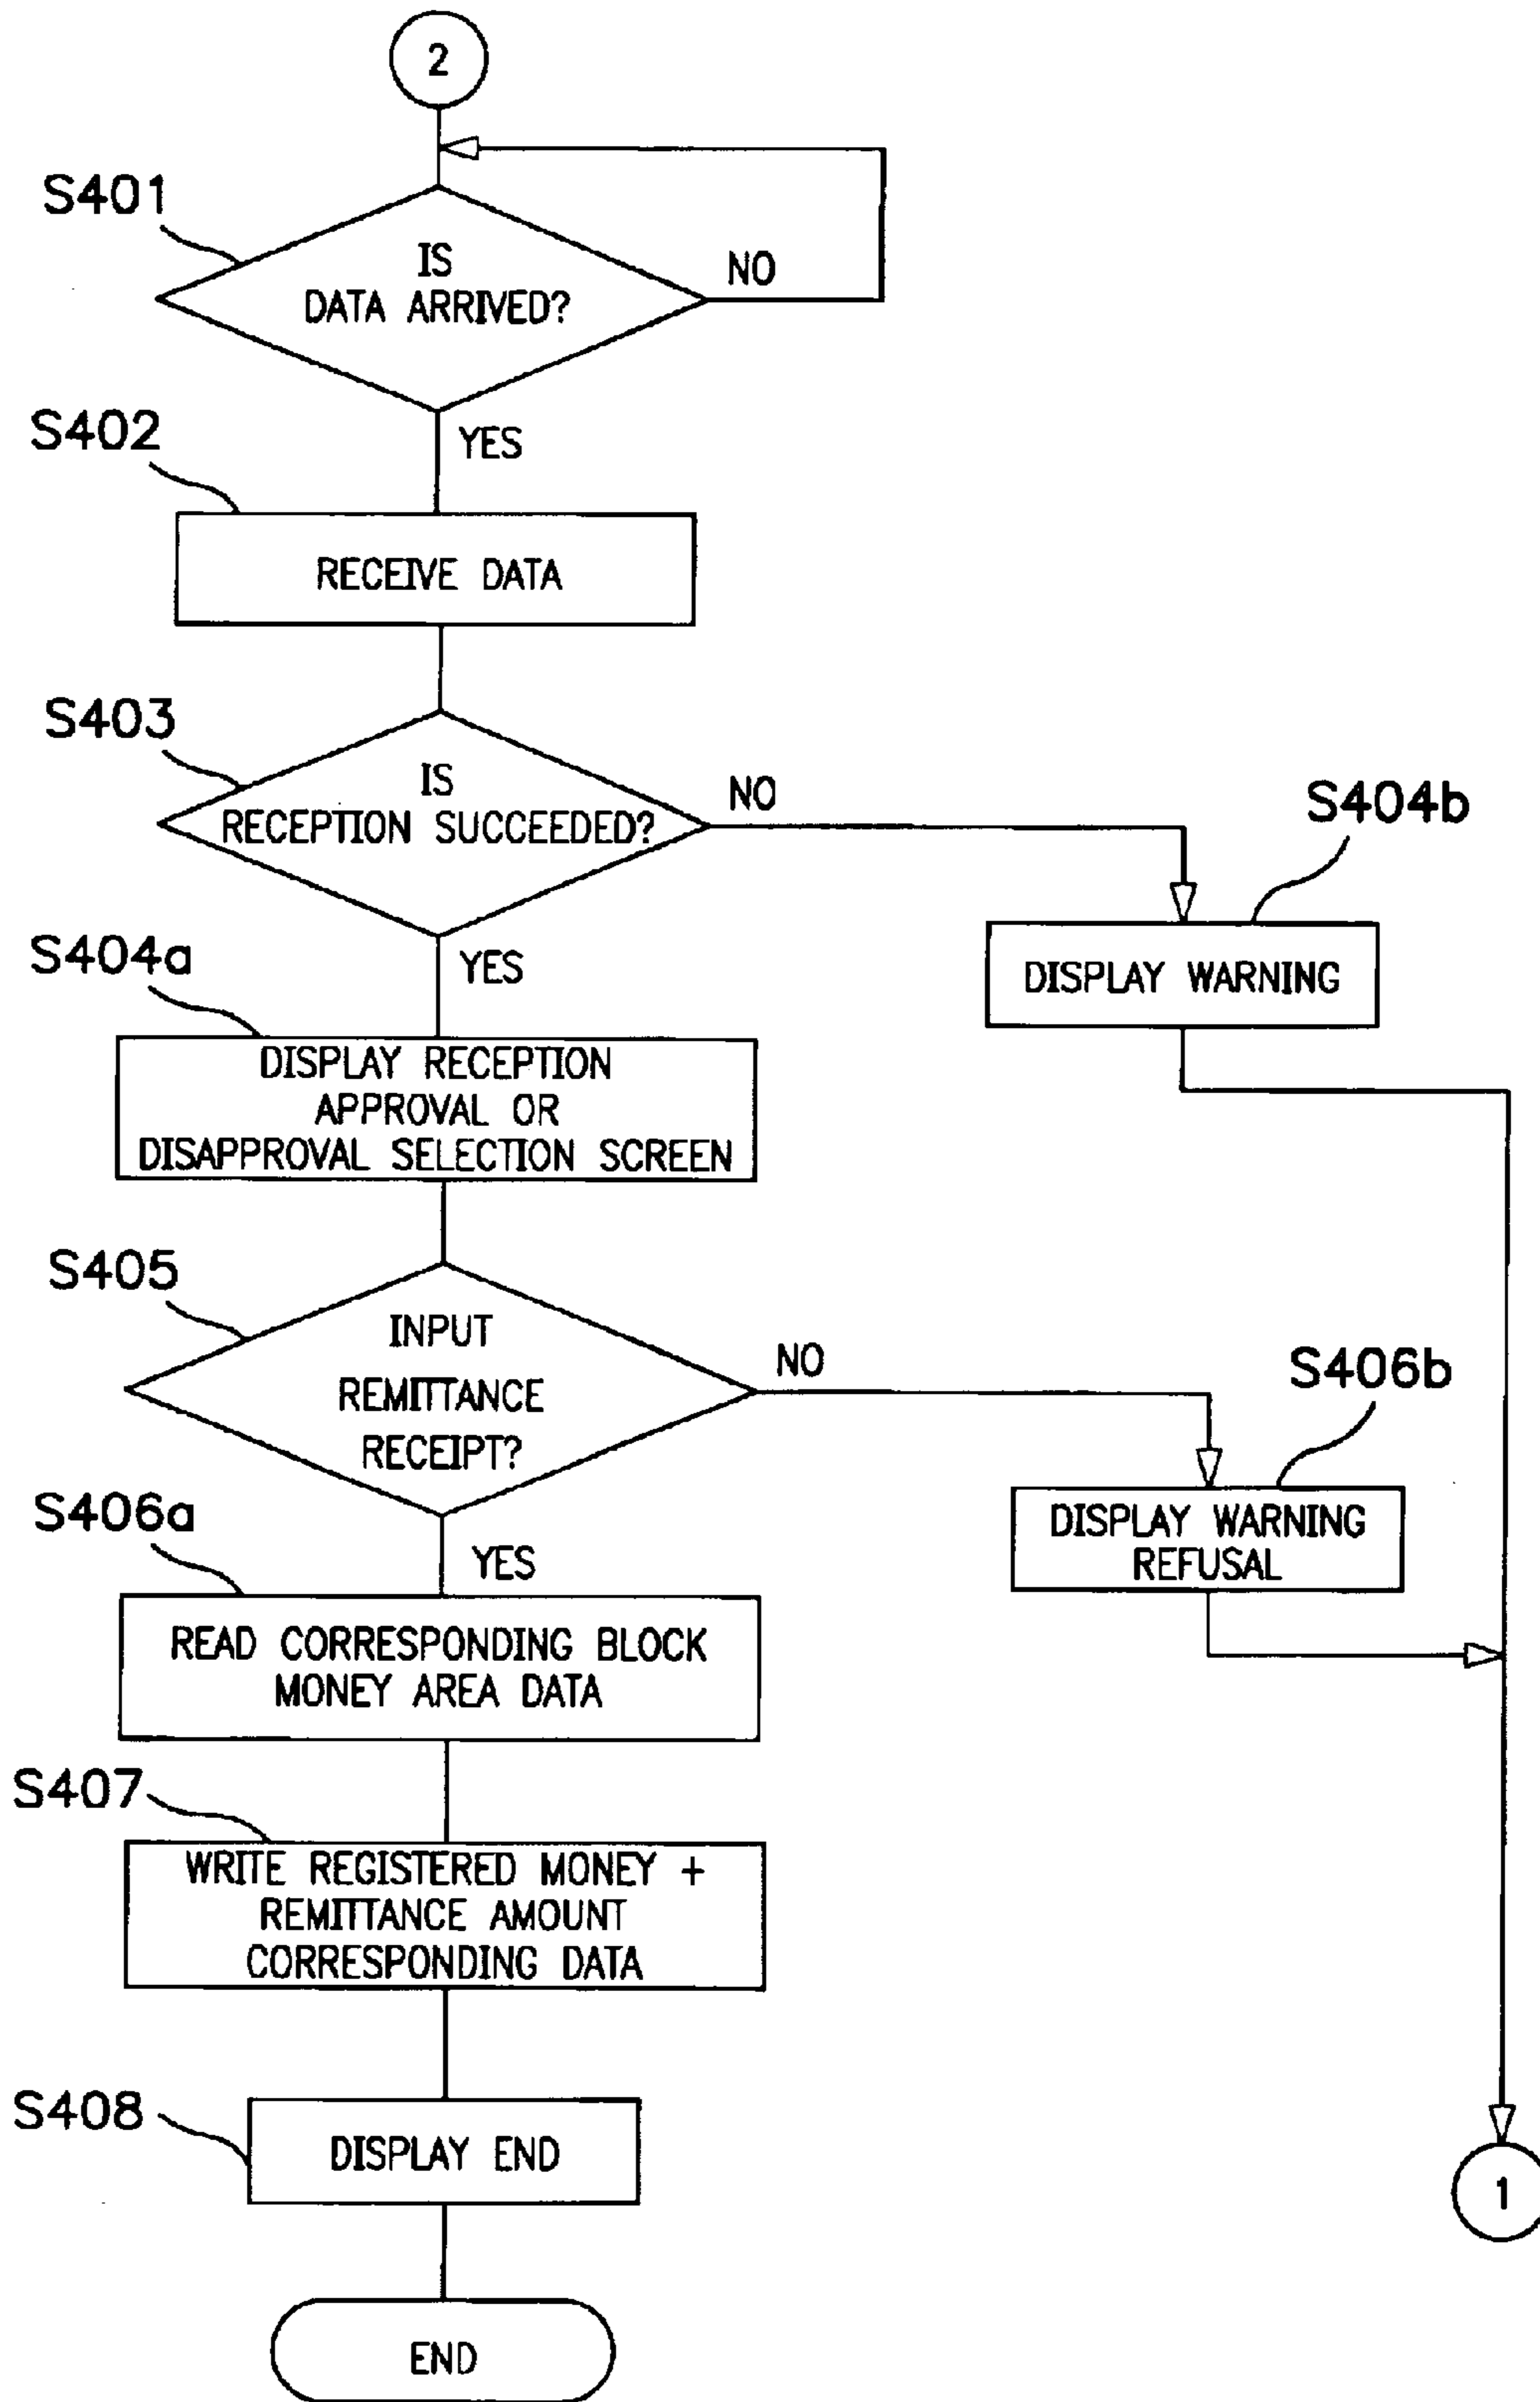 2
S401
IS
DATA ARRIVED?
NO
YES
S402
RECEIVE DATA
S403
IS
RECEPTION SUCCEEDED?
NO
S404b
DISPLAY WARNING
YES
S404a
DISPLAY RECEPTION
APPROVAL OR
DISAPPROVAL SELECTION SCREEN
S405
INPUT
REMITTANCE
RECEIPT?
NO
S406b
DISPLAY WARNING
REFUSAL
YES
S406a
READ CORRESPONDING BLOCK
MONEY AREA DATA
S407
WRITE REGISTERED MONEY +
REMITTANCE AMOUNT
CORRESPONDING DATA
S408
DISPLAY END
1
END